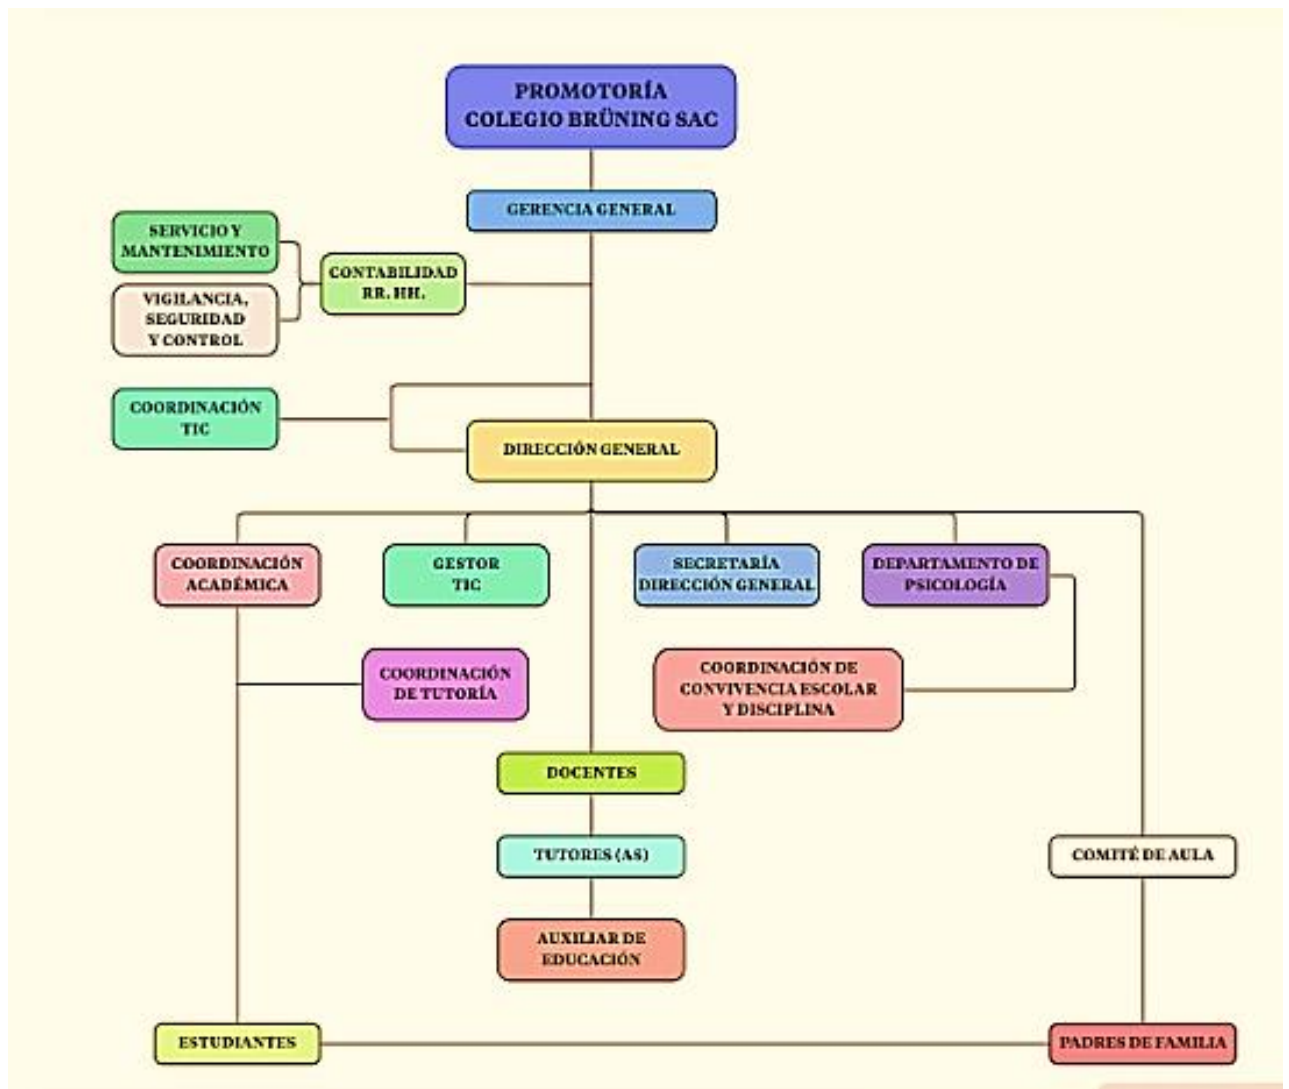 PROMOTORÍA
COLEGIO BRÜNING SAC
GERENCIA GENERAL
SERVICIO Y
MANTENIMIENTO
CONTABILIDAD
RR. HH.
VIGILANCIA,
SEGURIDAD
Y CONTROL
COORDINACIÓN
TIC
DIRECCIÓN GENERAL
COORDINACIÓN
ACADÉMICA
GESTOR
TIC
SECRETARÍA
DIRECCIÓN GENERAL
DEPARTAMENTO DE
PSICOLOGÍA
COORDINACIÓN
DE TUTORÍA
COORDINACIÓN DE
CONVIVENCIA ESCOLAR
Y DISCIPLINA
DOCENTES
TUTORES (AS)
COMITÉ DE AULA
AUXILIAR DE
EDUCACIÓN
ESTUDIANTES
PADRES DE FAMILIA